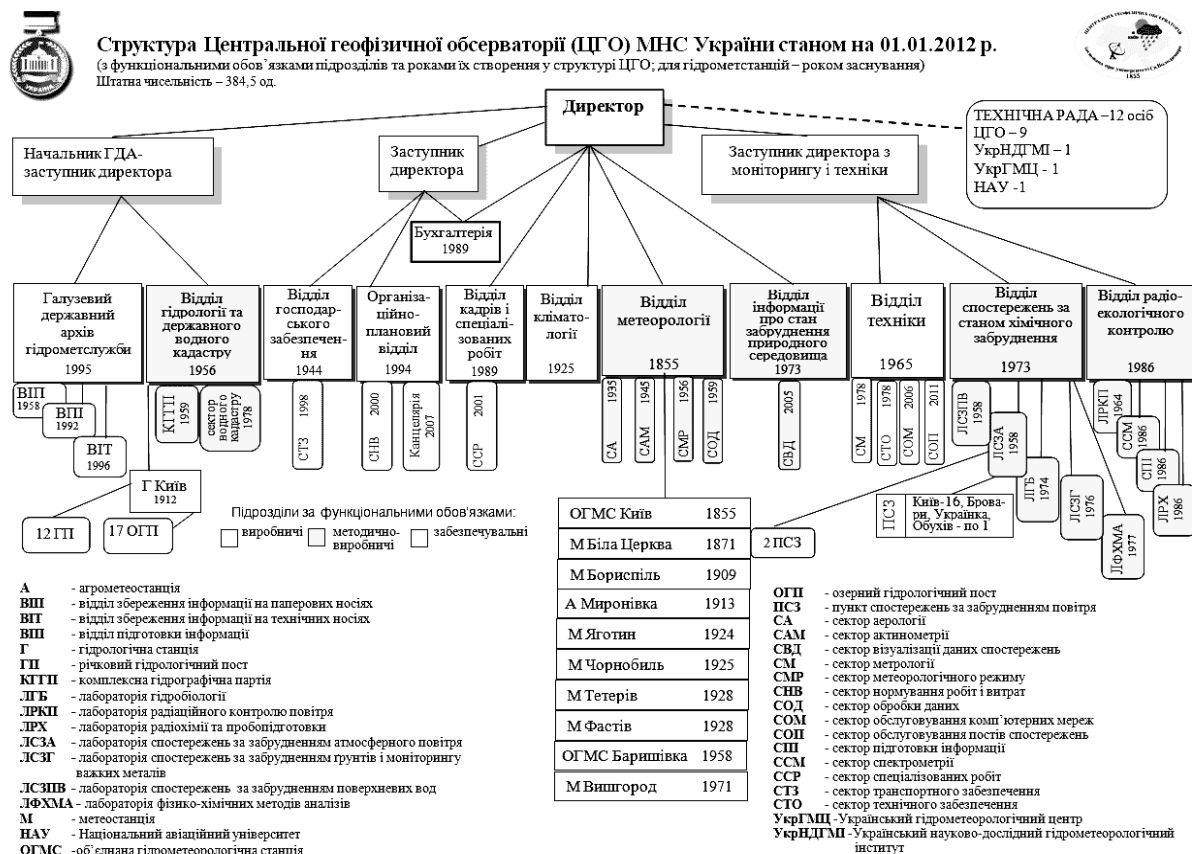 Структура Центральної геофізичної обсерваторії (ЦГО) МНС України станом на 01.01.2012 р.
(з функціональними обов'язками підрозділів та роками їх створення у структурі ЦГО; для гідрометстанцій – роком заснування)
Штатна чисельність – 384,5 од.
УКРАЇНА
1855
Директор
ТЕХНІЧНА РАДА –12 осіб
ЦГО – 9
УкрНДГМІ – 1
УкрГМЦ - 1
НАУ -1
Начальник ГДА-
заступник директора
Заступник
директора
Заступник директора з
моніторингу і техніки
Бухгалтерія
1989
Галузевий
державний
архів
гідрометслужби
1995
Відділ
гідрології та
державного
водного
кадастру
1956
Відділ
господар-
ського
забезпечен-
ня
1944
Організа-
ційно-
плановий
відділ
1994
Відділ
кадрів і
спеціалі-
зованих
робіт
1989
Відділ
клімато-
логії
1925
Відділ
метеорології
1855
Відділ
інформації
про стан
забруднення
природного
середовища
1973
Відділ
техніки
1965
Відділ
спостережень за
станом хімічного
забруднення
1973
Відділ радіо-
екологічного
контролю
1986
ВІП
1958
ВПІ
1992
ВІТ
1996
КГГП
1959
сектор
водного
кадастру
1978
СТЗ 1998
СНВ 2000
Канцелярія
2007
ССР 2001
СА 1935
САМ 1945
СМР 1956
СОД 1959
СВД 2005
СМ 1978
СТО 1978
СОМ 2006
СОП 2011
ЛСЗПВ
1958
ЛСЗА
1958
ЛГБ
1974
ЛСЗГ
1976
ЛФХМА
1977
ЛРКП
1964
ССМ
1986
СПІ
1986
ЛРХ
1986
Г Київ
1912
12 ГП
17 ОГП
Підрозділи за функціональними обов'язками:
виробничі
методично-
виробничі
забезпечувальні
ПСЗ
Київ-16, Брова-
ри, Українка,
Обухів - по 1
2 ПСЗ
ОГМС Київ 1855
М Біла Церква 1871
М Бориспіль 1909
А Миронівка 1913
М Яготин 1924
М Чорнобиль 1925
М Тетерів 1928
М Фастів 1928
ОГМС Баришівка 1958
М Вишгород 1971
А - агрометеостанція
ВІП - відділ збереження інформації на паперових носіях
ВІТ - відділ збереження інформації на технічних носіях
ВПІ - відділ підготовки інформації
Г - гідрологічна станція
ГП - річковий гідрологічний пост
КГГП - комплексна гідрографічна партія
ЛГБ - лабораторія гідробіології
ЛРКП - лабораторія радіаційного контролю повітря
ЛРХ - лабораторія радіохімії та пробопідготовки
ЛСЗА - лабораторія спостережень за забрудненням атмосферного повітря
ЛСЗГ - лабораторія спостережень за забрудненням ґрунтів і моніторингу
важких металів
ЛСЗПВ - лабораторія спостережень за забрудненням поверхневих вод
ЛФХМА - лабораторія фізико-хімічних методів аналізів
М - метеостанція
НАУ - Національний авіаційний університет
ОГМС -об'єднана гідрометеорологічна станція
ОГП - озерний гідрологічний пост
ПСЗ - пункт спостережень за забрудненням повітря
СА - сектор аерології
САМ - сектор актинометрії
СВД - сектор візуалізації даних спостережень
СМ - сектор метрології
СМР - сектор метеорологічного режиму
СНВ - сектор нормування робіт і витрат
СОД - сектор обробки даних
СОМ - сектор обслуговування комп'ютерних мереж
СОП - сектор обслуговування постів спостережень
СПІ - сектор підготовки інформації
ССМ - сектор спектрометрії
ССР - сектор спеціалізованих робіт
СТЗ - сектор транспортного забезпечення
СТО - сектор технічного забезпечення
УкрГМЦ -Український гідрометеорологічний центр
УкрНДГМІ -Український науково-дослідний гідрометеорологічний
інститут